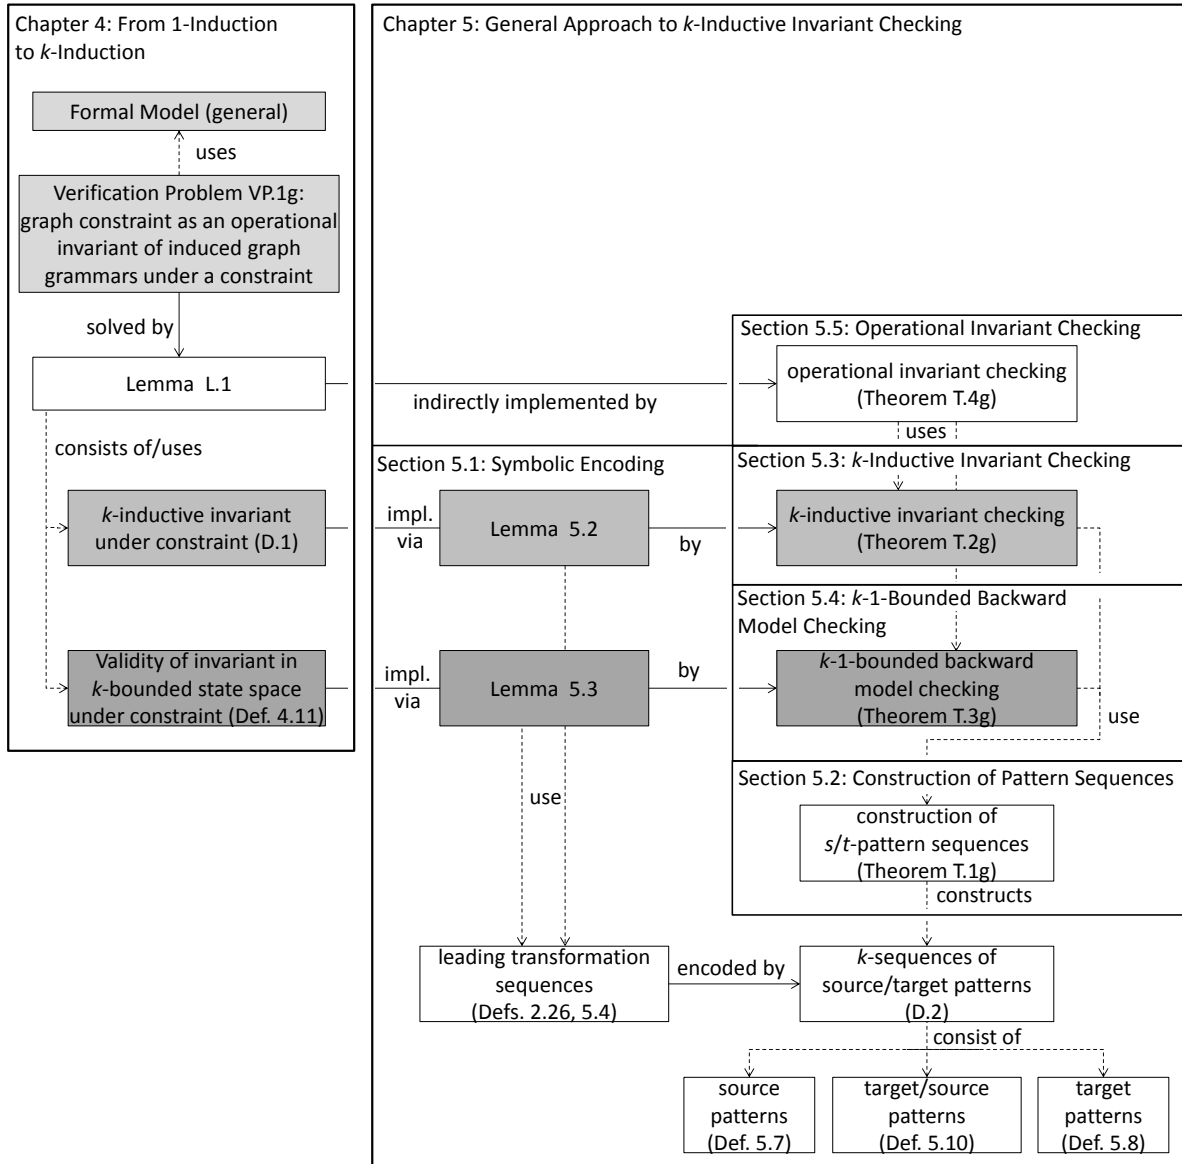 Chapter 4: From 1-Induction
to k-Induction
Formal Model (general)
uses
Verification Problem VP.1g:
graph constraint as an operational
invariant of induced graph
grammars under a constraint
solved by
Lemma L.1
consists of/uses
k-inductive invariant
under constraint (D.1)
Validity of invariant in
k-bounded state space
under constraint (Def. 4.11)
Chapter 5: General Approach to k-Inductive Invariant Checking
indirectly implemented by
Section 5.5: Operational Invariant Checking
operational invariant checking
(Theorem T.4g)
uses
Section 5.1: Symbolic Encoding
impl.
via
Lemma 5.2
by
Section 5.3: k-Inductive Invariant Checking
k-inductive invariant checking
(Theorem T.2g)
impl.
via
Lemma 5.3
by
Section 5.4: k-1-Bounded Backward
Model Checking
k-1-bounded backward
model checking
(Theorem T.3g)
use
use
Section 5.2: Construction of Pattern Sequences
construction of
s/t-pattern sequences
(Theorem T.1g)
constructs
leading transformation
sequences
(Defs. 2.26, 5.4)
encoded by
k-sequences of
source/target patterns
(D.2)
consist of
source
patterns
(Def. 5.7)
target/source
patterns
(Def. 5.10)
target
patterns
(Def. 5.8)